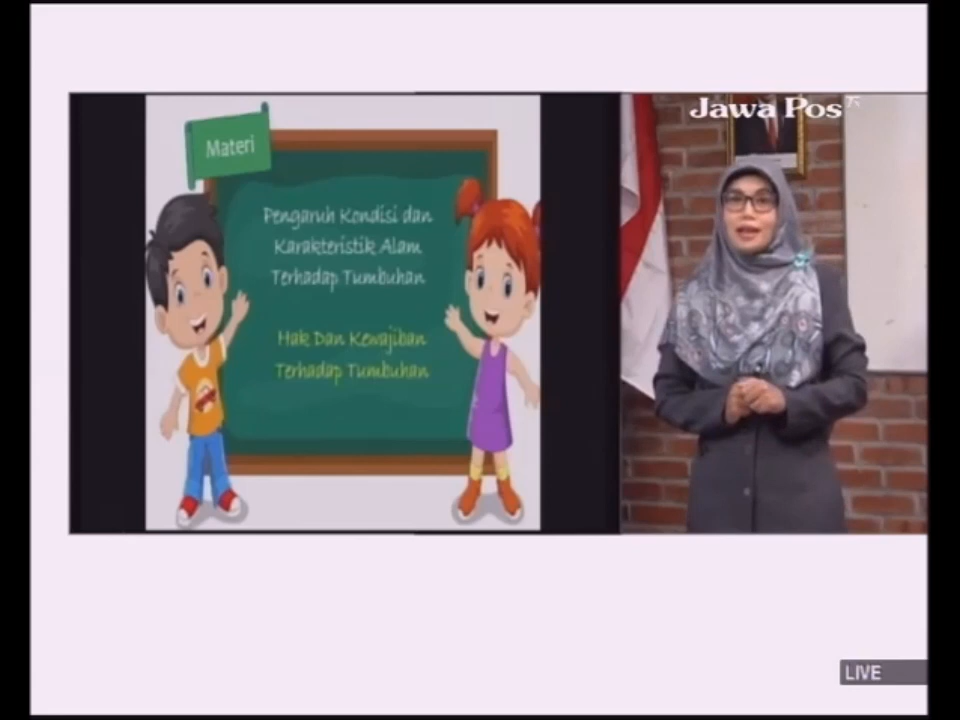 Jawa Pos
Materi
Pengaruh Kondisi dan
Karakteristik Alam
Terhadap Tumbuhan
Hak Dan Kewajiban
Terhadap Tumbuhan
LIVE